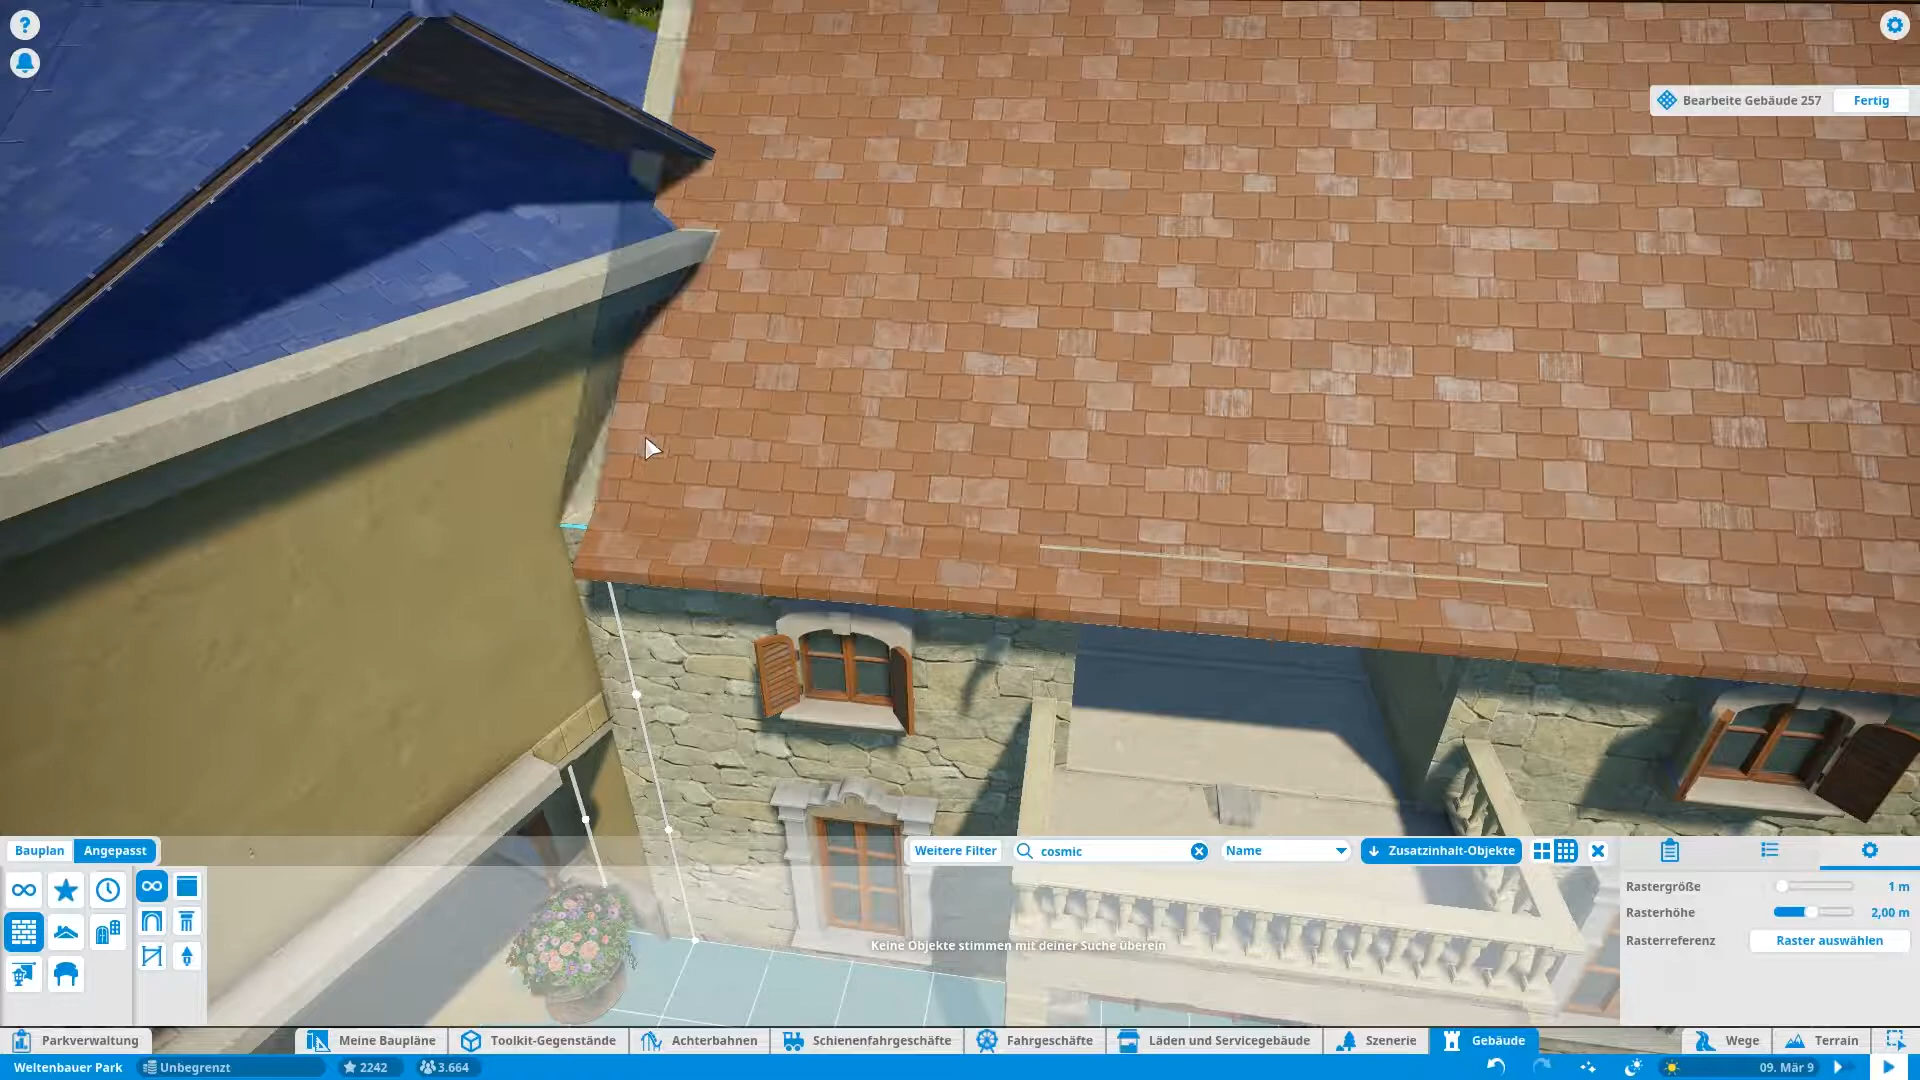 ?
Bearbeite Gebäude 257
Fertig
Bauplan
Angepasst
Weitere Filter
cosmic
Name
Zusatzinhalt-Objekte
Rastergröße
1 m
Rasterhöhe
2,00 m
Rasterreferenz
Raster auswählen
Keine Objekte stimmen mit deiner Suche überein
Parkverwaltung
Meine Baupläne
Toolkit-Gegenstände
Achterbahnen
Schienenfahrgeschäfte
Fahrgeschäfte
Läden und Servicegebäude
Szenerie
Gebäude
Wege
Terrain
Weltenbauer Park
Unbegrenzt
2242
3.664
09. Mär 9